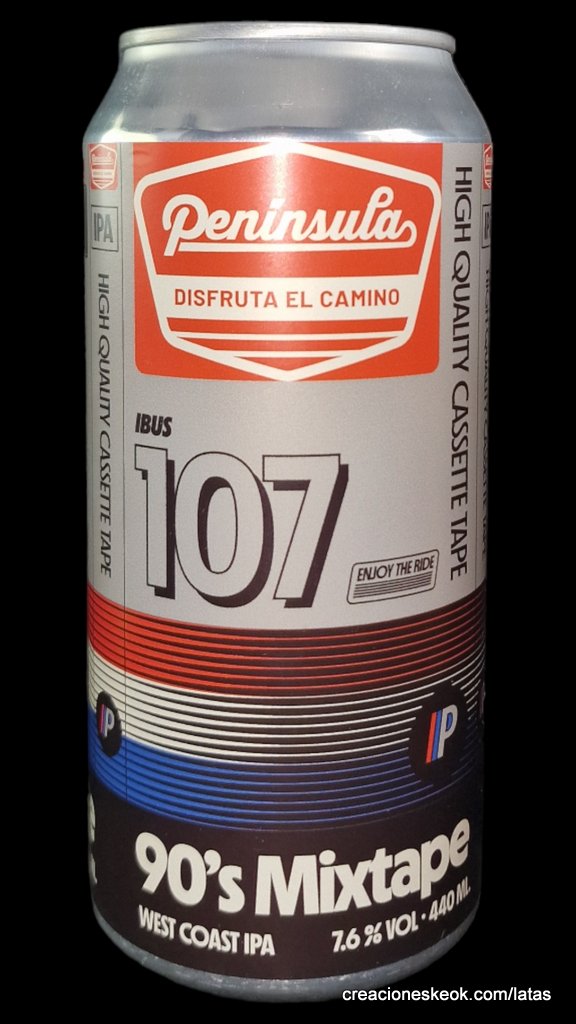 Península
DISFRUTA EL CAMINO
IPA
HIGH QUALITY CASSETTE TAPE
HIGH QUALITY CASSETTE TAPE
IBUS
107
ENJOY THE RIDE
P
P
90's Mixtape
WEST COAST IPA
7.6 % VOL · 440 ML
creacioneskeok.com/latas